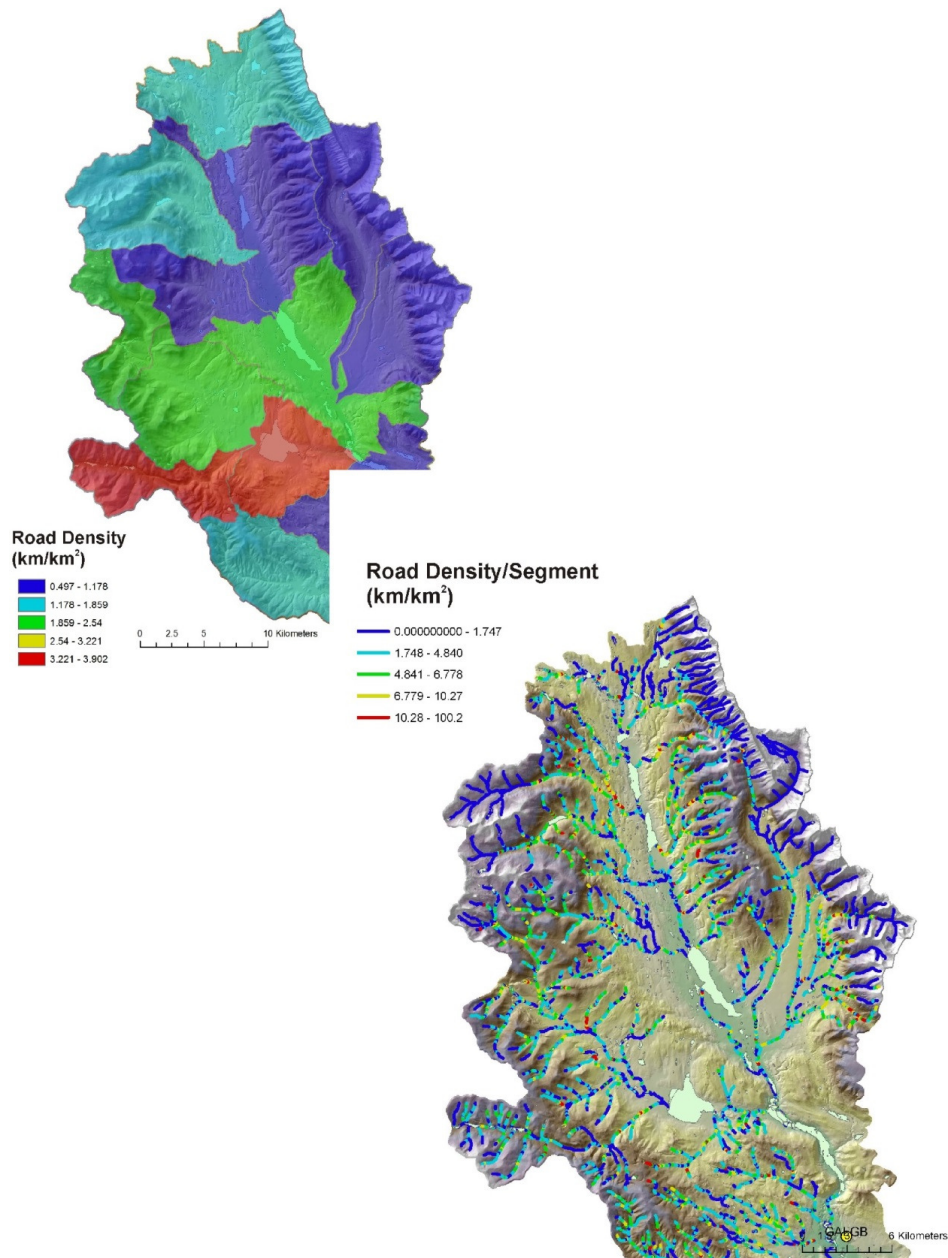 Road Density
(km/km²)
0.497 - 1.178
1.178 - 1.859
1.859 - 2.54
2.54 - 3.221
3.221 - 3.902
0 2.5 5 10 Kilometers
Road Density/Segment
(km/km²)
0.000000000 - 1.747
1.748 - 4.840
4.841 - 6.778
6.779 - 10.27
10.28 - 100.2
6 Kilometers